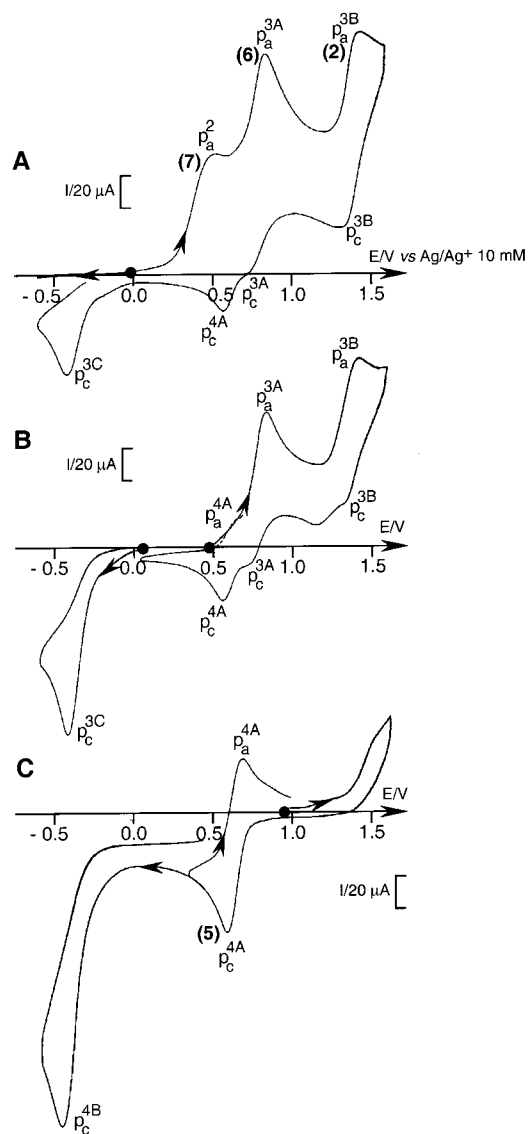 p_a^3A
p_a^3B
(6)
(2)
p_a^2
(7)
A
I/20 µA
p_c^3B
E/V vs Ag/Ag+ 10 mM
- 0.5
0.0
0.5
1.0
1.5
p_c^3A
p_c^4A
p_c^3C
p_a^3B
p_a^3A
B
I/20 µA
p_a^4A
p_c^3B
E/V
- 0.5
0.0
0.5
1.0
1.5
p_c^3A
p_c^4A
p_c^3C
C
p_a^4A
E/V
- 0.5
0.0
0.5
1.0
1.5
I/20 µA
(5)
p_c^4A
p_c^4B